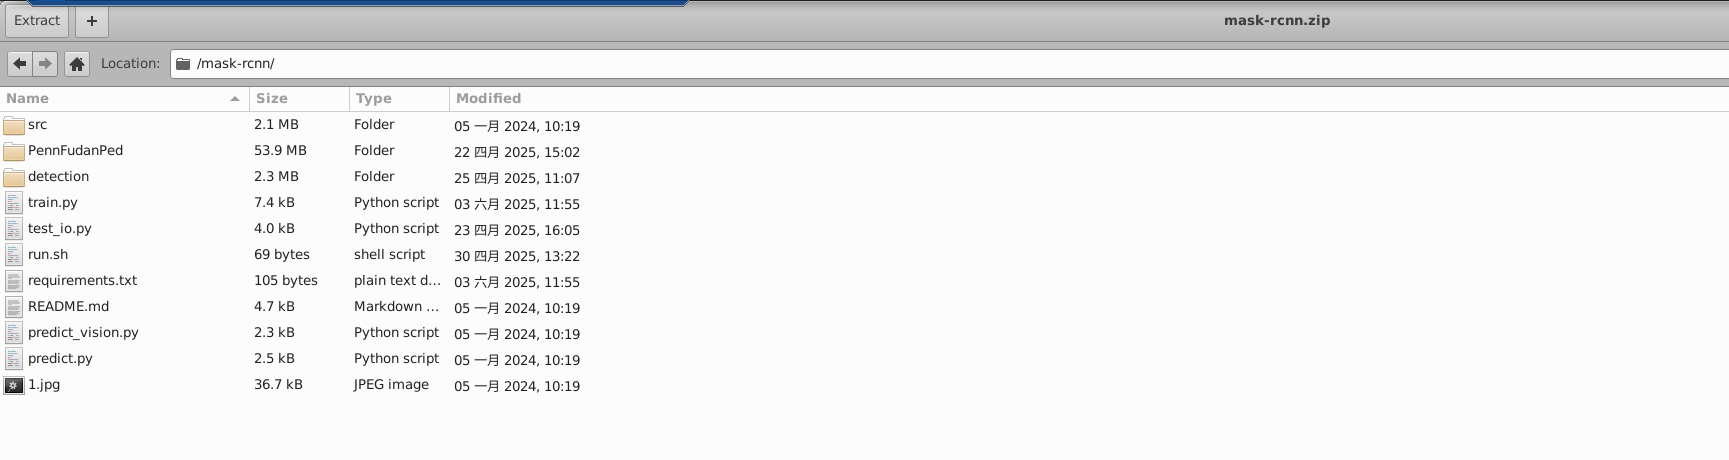 Extract + mask-rcnn.zip
Location: /mask-rcnn/
Name Size Type Modified
src 2.1 MB Folder 05 一月 2024, 10:19
PennFudanPed 53.9 MB Folder 22 四月 2025, 15:02
detection 2.3 MB Folder 25 四月 2025, 11:07
train.py 7.4 kB Python script 03 六月 2025, 11:55
test_io.py 4.0 kB Python script 23 四月 2025, 16:05
run.sh 69 bytes shell script 30 四月 2025, 13:22
requirements.txt 105 bytes plain text d... 03 六月 2025, 11:55
README.md 4.7 kB Markdown ... 05 一月 2024, 10:19
predict_vision.py 2.3 kB Python script 05 一月 2024, 10:19
predict.py 2.5 kB Python script 05 一月 2024, 10:19
1.jpg 36.7 kB JPEG image 05 一月 2024, 10:19